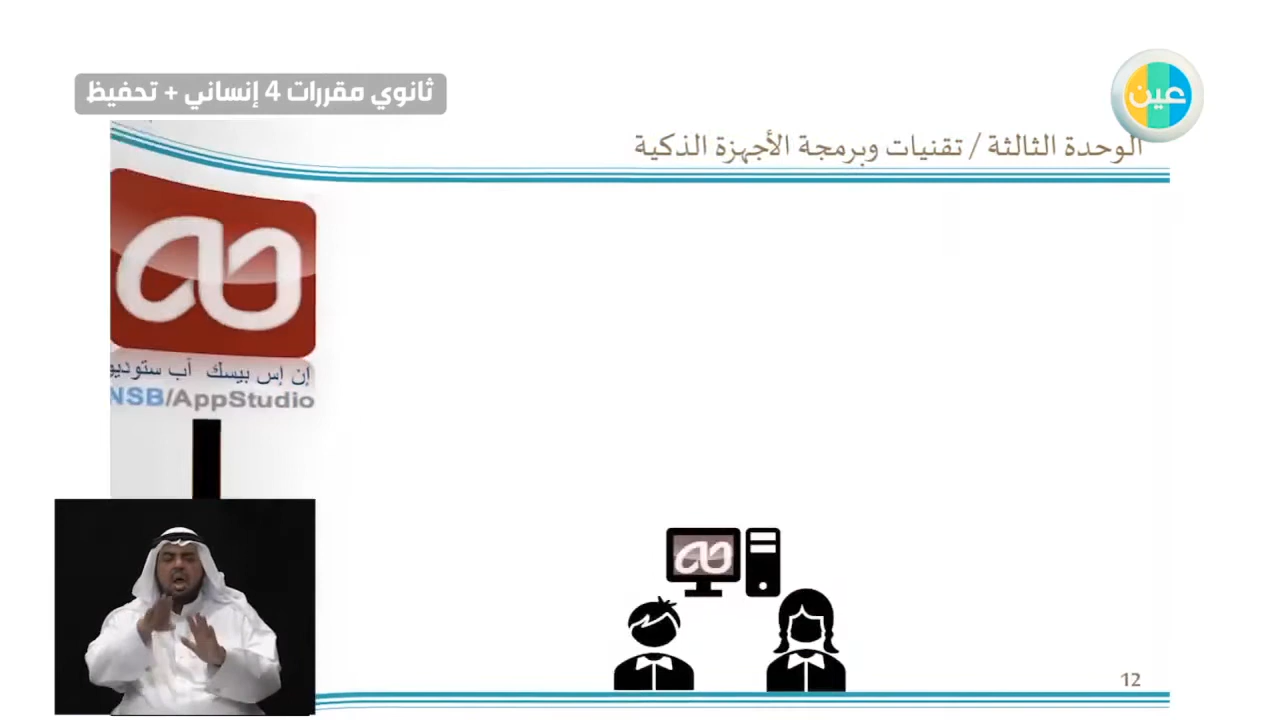 ثانوي مقررات 4 إنساني + تحفيظ
عين
الوحدة الثالثة / تقنيات وبرمجة الأجهزة الذكية
إن إس بيسك آب ستوديو
NSB/AppStudio
12